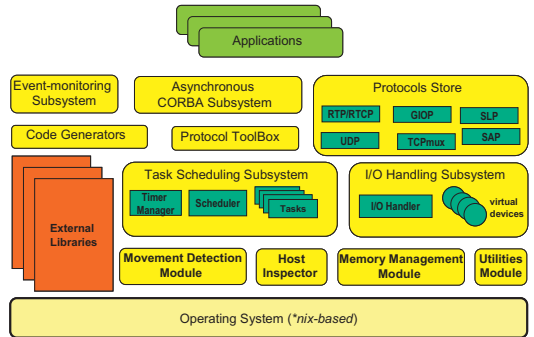 Applications
Event-monitoring
Subsystem
Asynchronous
CORBA Subsystem
Protocols Store
RTP/RTCP
GIOP
SLP
UDP
TCPmux
SAP
Code Generators
Protocol ToolBox
External
Libraries
Task Scheduling Subsystem
Timer
Manager
Scheduler
Tasks
I/O Handling Subsystem
I/O Handler
virtual
devices
Movement Detection
Module
Host
Inspector
Memory Management
Module
Utilities
Module
Operating System (*nix-based)